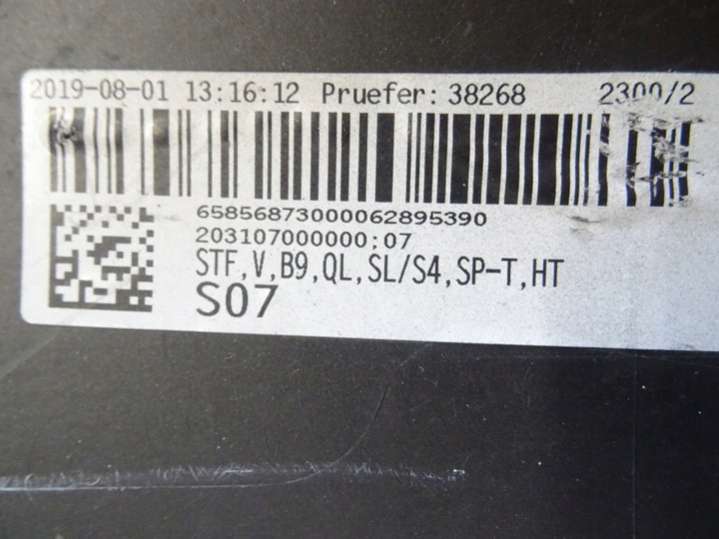 2019-08-01 13:16:12 Pruefer: 38268 2300/2
65856873000062895390
203107000000;07
STF,V,B9,QL,SL/S4,SP-T,HT
S07